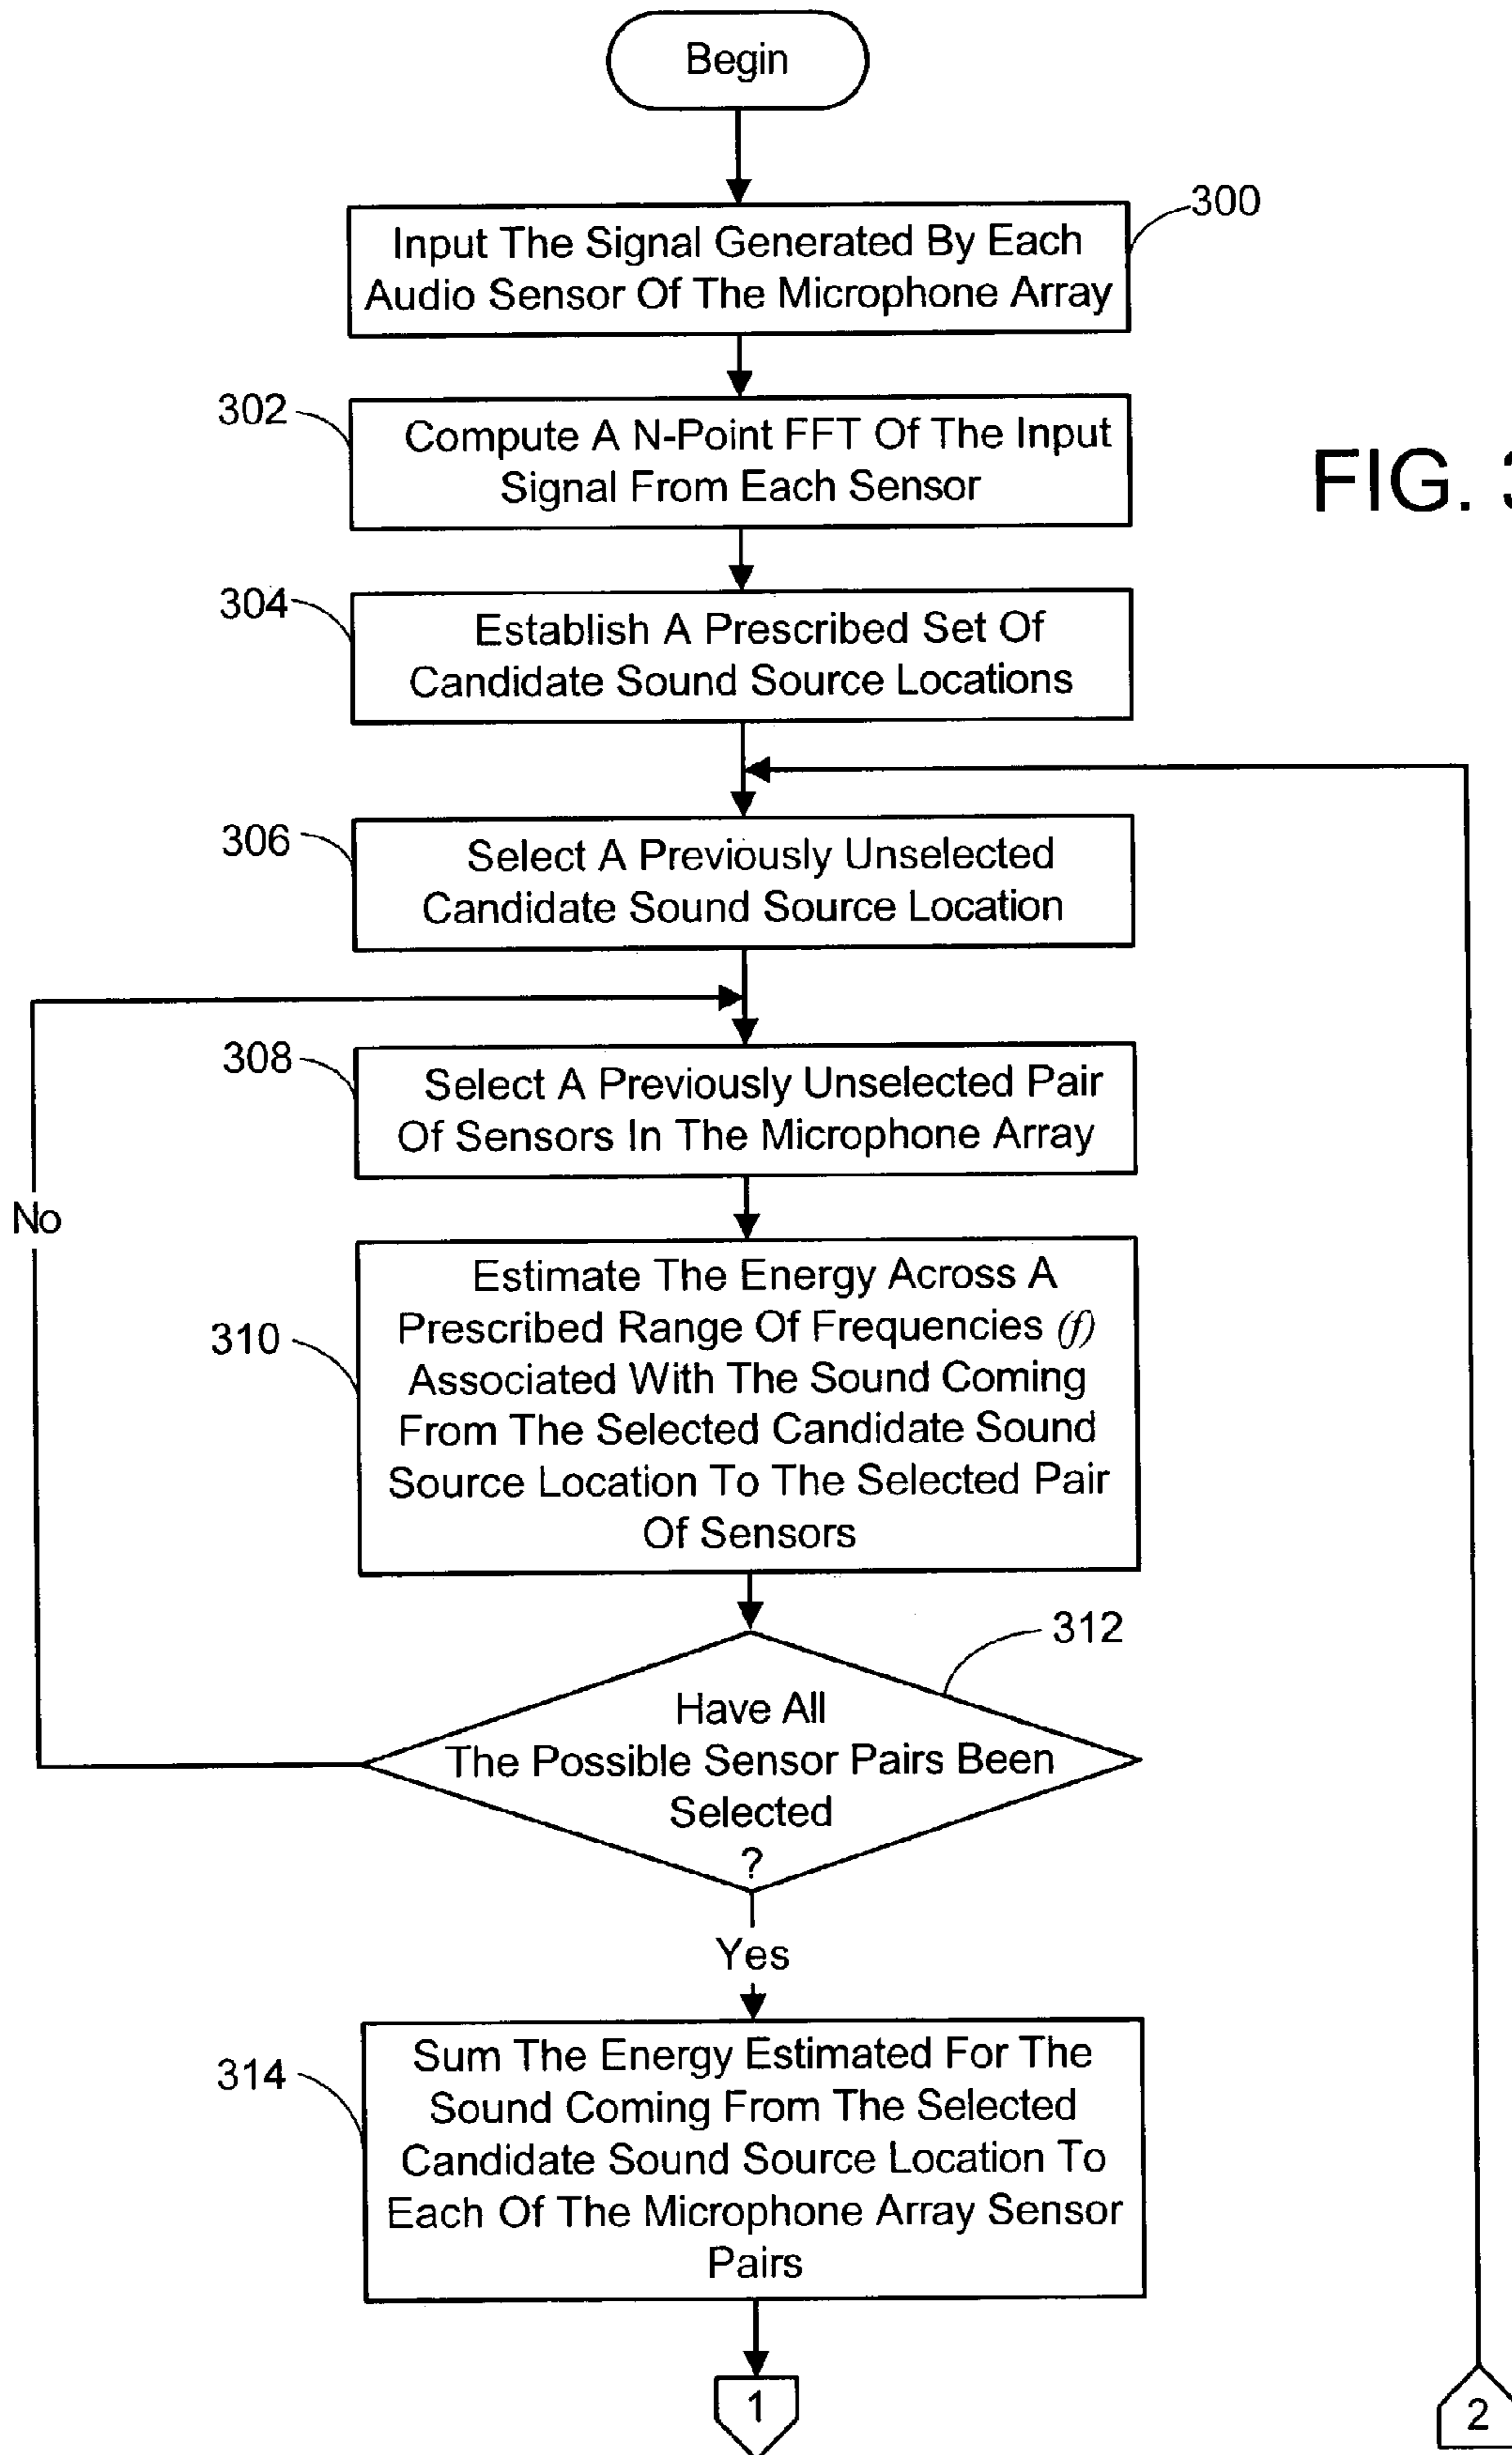 Begin
300
Input The Signal Generated By Each
Audio Sensor Of The Microphone Array
302
Compute A N-Point FFT Of The Input
Signal From Each Sensor
FIG. 3
304
Establish A Prescribed Set Of
Candidate Sound Source Locations
306
Select A Previously Unselected
Candidate Sound Source Location
308
Select A Previously Unselected Pair
Of Sensors In The Microphone Array
No
310
Estimate The Energy Across A
Prescribed Range Of Frequencies (f)
Associated With The Sound Coming
From The Selected Candidate Sound
Source Location To The Selected Pair
Of Sensors
312
Have All
The Possible Sensor Pairs Been
Selected
?
Yes
314
Sum The Energy Estimated For The
Sound Coming From The Selected
Candidate Sound Source Location To
Each Of The Microphone Array Sensor
Pairs
1
2